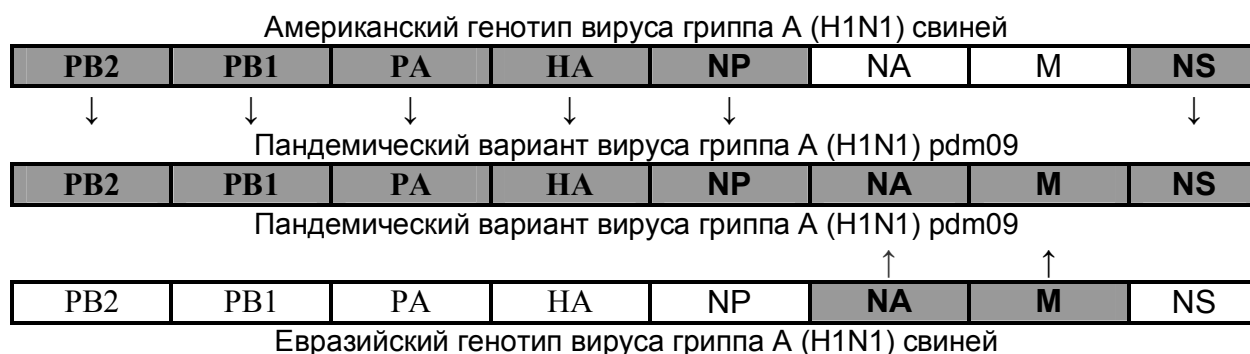 Американский генотип вируса гриппа А (H1N1) свиней
PB2 PB1 PA HA NP NA M NS
↓ ↓ ↓ ↓ ↓ ↓
Пандемический вариант вируса гриппа А (H1N1) pdm09
PB2 PB1 PA HA NP NA M NS
Пандемический вариант вируса гриппа А (H1N1) pdm09
↑ ↑
PB2 PB1 PA HA NP NA M NS
Евразийский генотип вируса гриппа А (H1N1) свиней